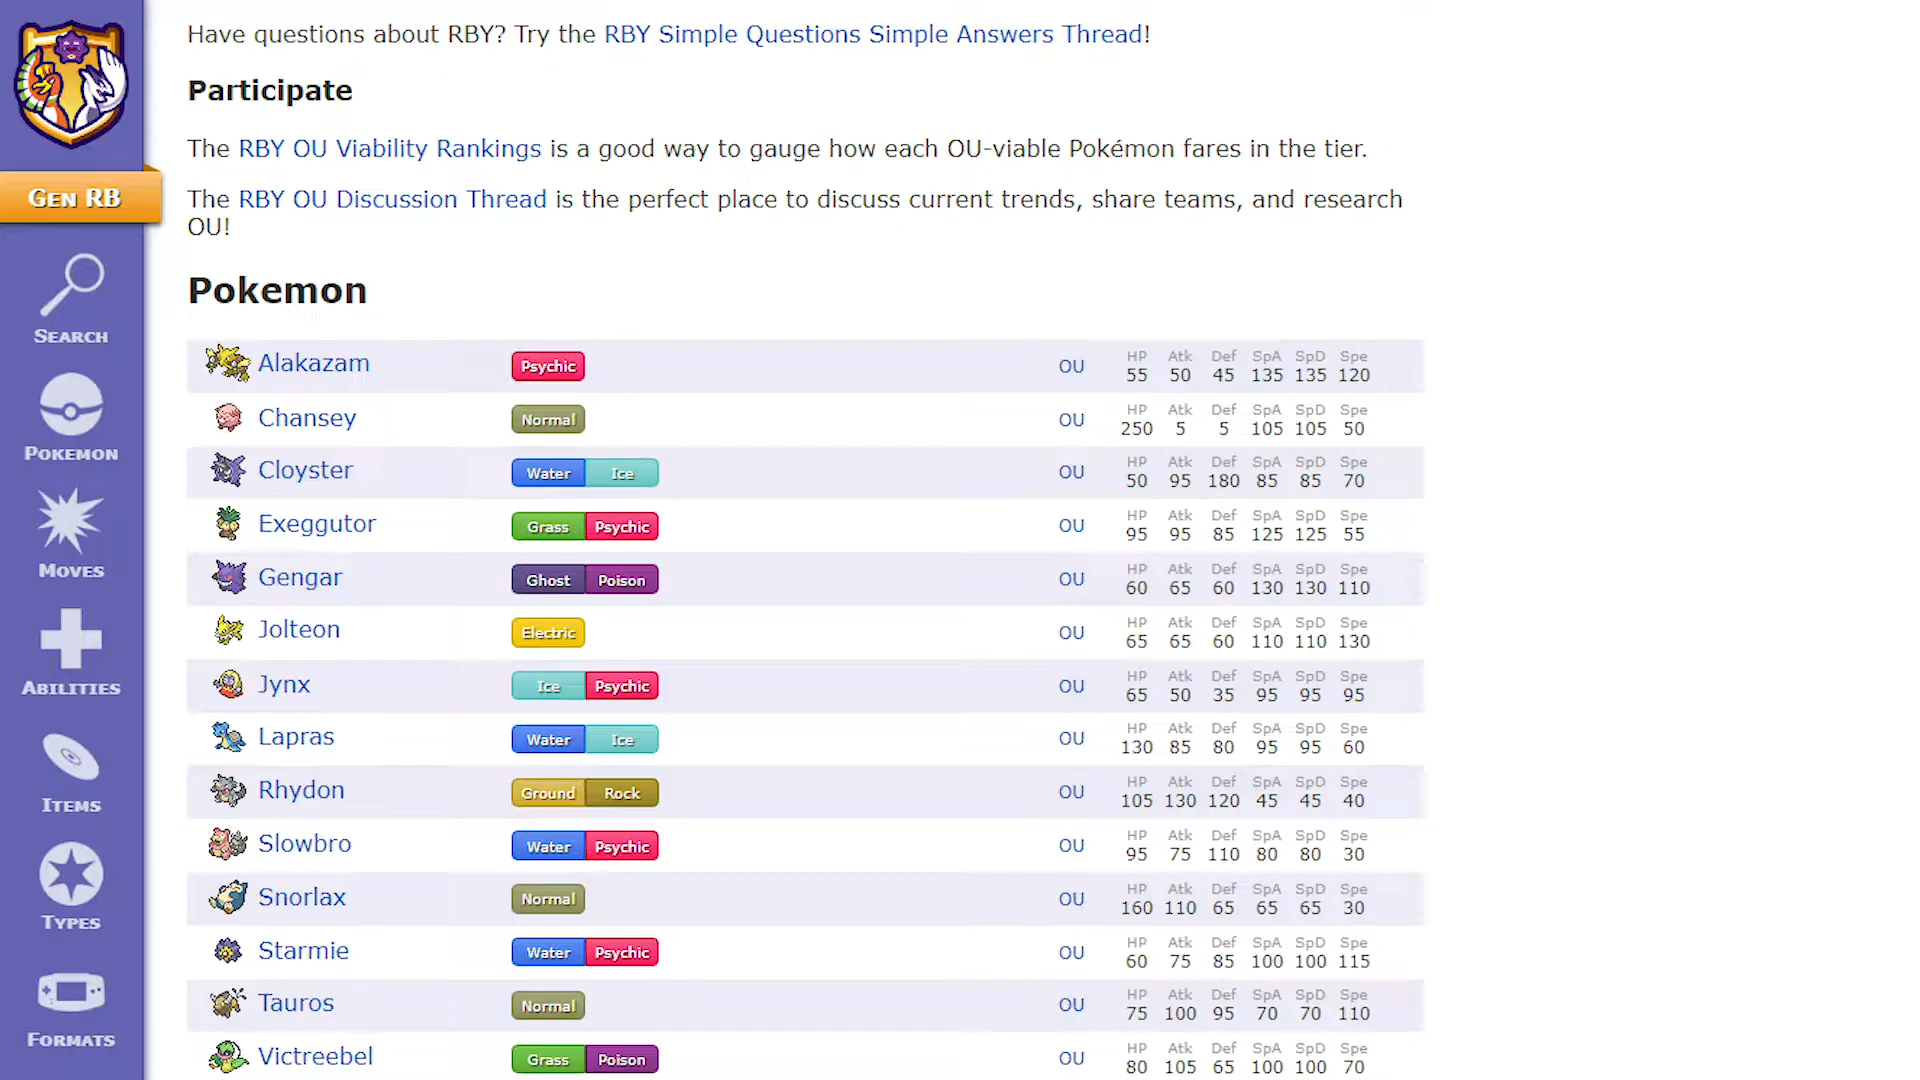 Have questions about RBY? Try the RBY Simple Questions Simple Answers Thread!
Participate
The RBY OU Viability Rankings is a good way to gauge how each OU-viable Pokémon fares in the tier.
The RBY OU Discussion Thread is the perfect place to discuss current trends, share teams, and research
OU!
Pokemon
Alakazam Psychic OU HP 55 Atk 50 Def 45 SpA 135 SpD 135 Spe 120
Chansey Normal OU HP 250 Atk 5 Def 5 SpA 105 SpD 105 Spe 50
Cloyster Water Ice OU HP 50 Atk 95 Def 180 SpA 85 SpD 85 Spe 70
Exeggutor Grass Psychic OU HP 95 Atk 95 Def 85 SpA 125 SpD 125 Spe 55
Gengar Ghost Poison OU HP 60 Atk 65 Def 60 SpA 130 SpD 130 Spe 110
Jolteon Electric OU HP 65 Atk 65 Def 60 SpA 110 SpD 110 Spe 130
Jynx Ice Psychic OU HP 65 Atk 50 Def 35 SpA 95 SpD 95 Spe 95
Lapras Water Ice OU HP 130 Atk 85 Def 80 SpA 95 SpD 95 Spe 60
Rhydon Ground Rock OU HP 105 Atk 130 Def 120 SpA 45 SpD 45 Spe 40
Slowbro Water Psychic OU HP 95 Atk 75 Def 110 SpA 80 SpD 80 Spe 30
Snorlax Normal OU HP 160 Atk 110 Def 65 SpA 65 SpD 65 Spe 30
Starmie Water Psychic OU HP 60 Atk 75 Def 85 SpA 100 SpD 100 Spe 115
Tauros Normal OU HP 75 Atk 100 Def 95 SpA 70 SpD 70 Spe 110
Victreebel Grass Poison OU HP 80 Atk 105 Def 65 SpA 100 SpD 100 Spe 70
GEN RB
SEARCH
POKEMON
MOVES
ABILITIES
ITEMS
TYPES
FORMATS